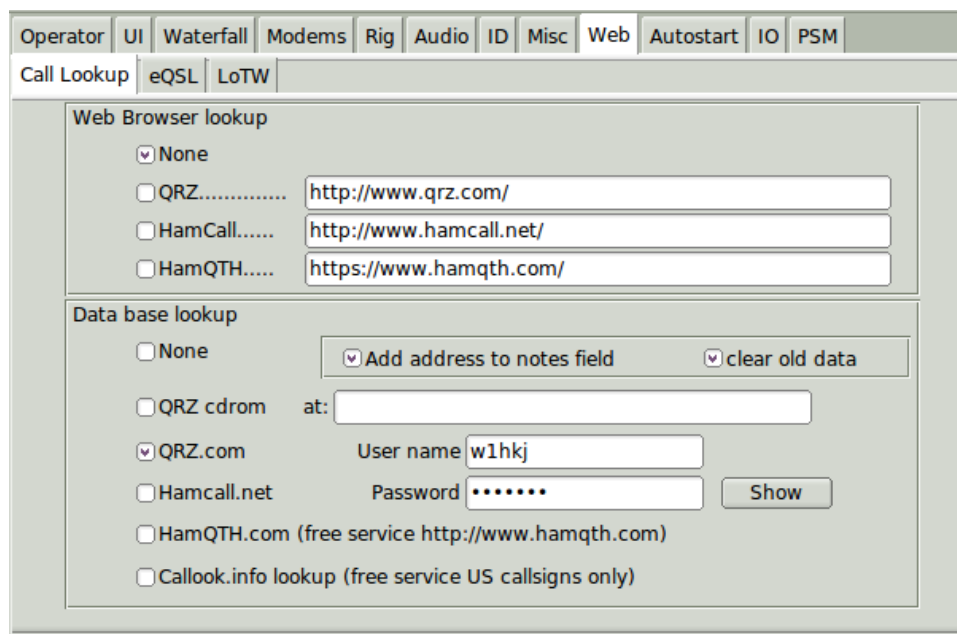 Operator UI Waterfall Modems Rig Audio ID Misc Web Autostart IO PSM
Call Lookup eQSL LoTW
Web Browser lookup
None
QRZ.............. http://www.qrz.com/
HamCall...... http://www.hamcall.net/
HamQTH..... https://www.hamqth.com/
Data base lookup
None Add address to notes field clear old data
QRZ cdrom at:
QRZ.com User name w1hkj
Hamcall.net Password ••••••• Show
HamQTH.com (free service http://www.hamqth.com)
Callook.info lookup (free service US callsigns only)